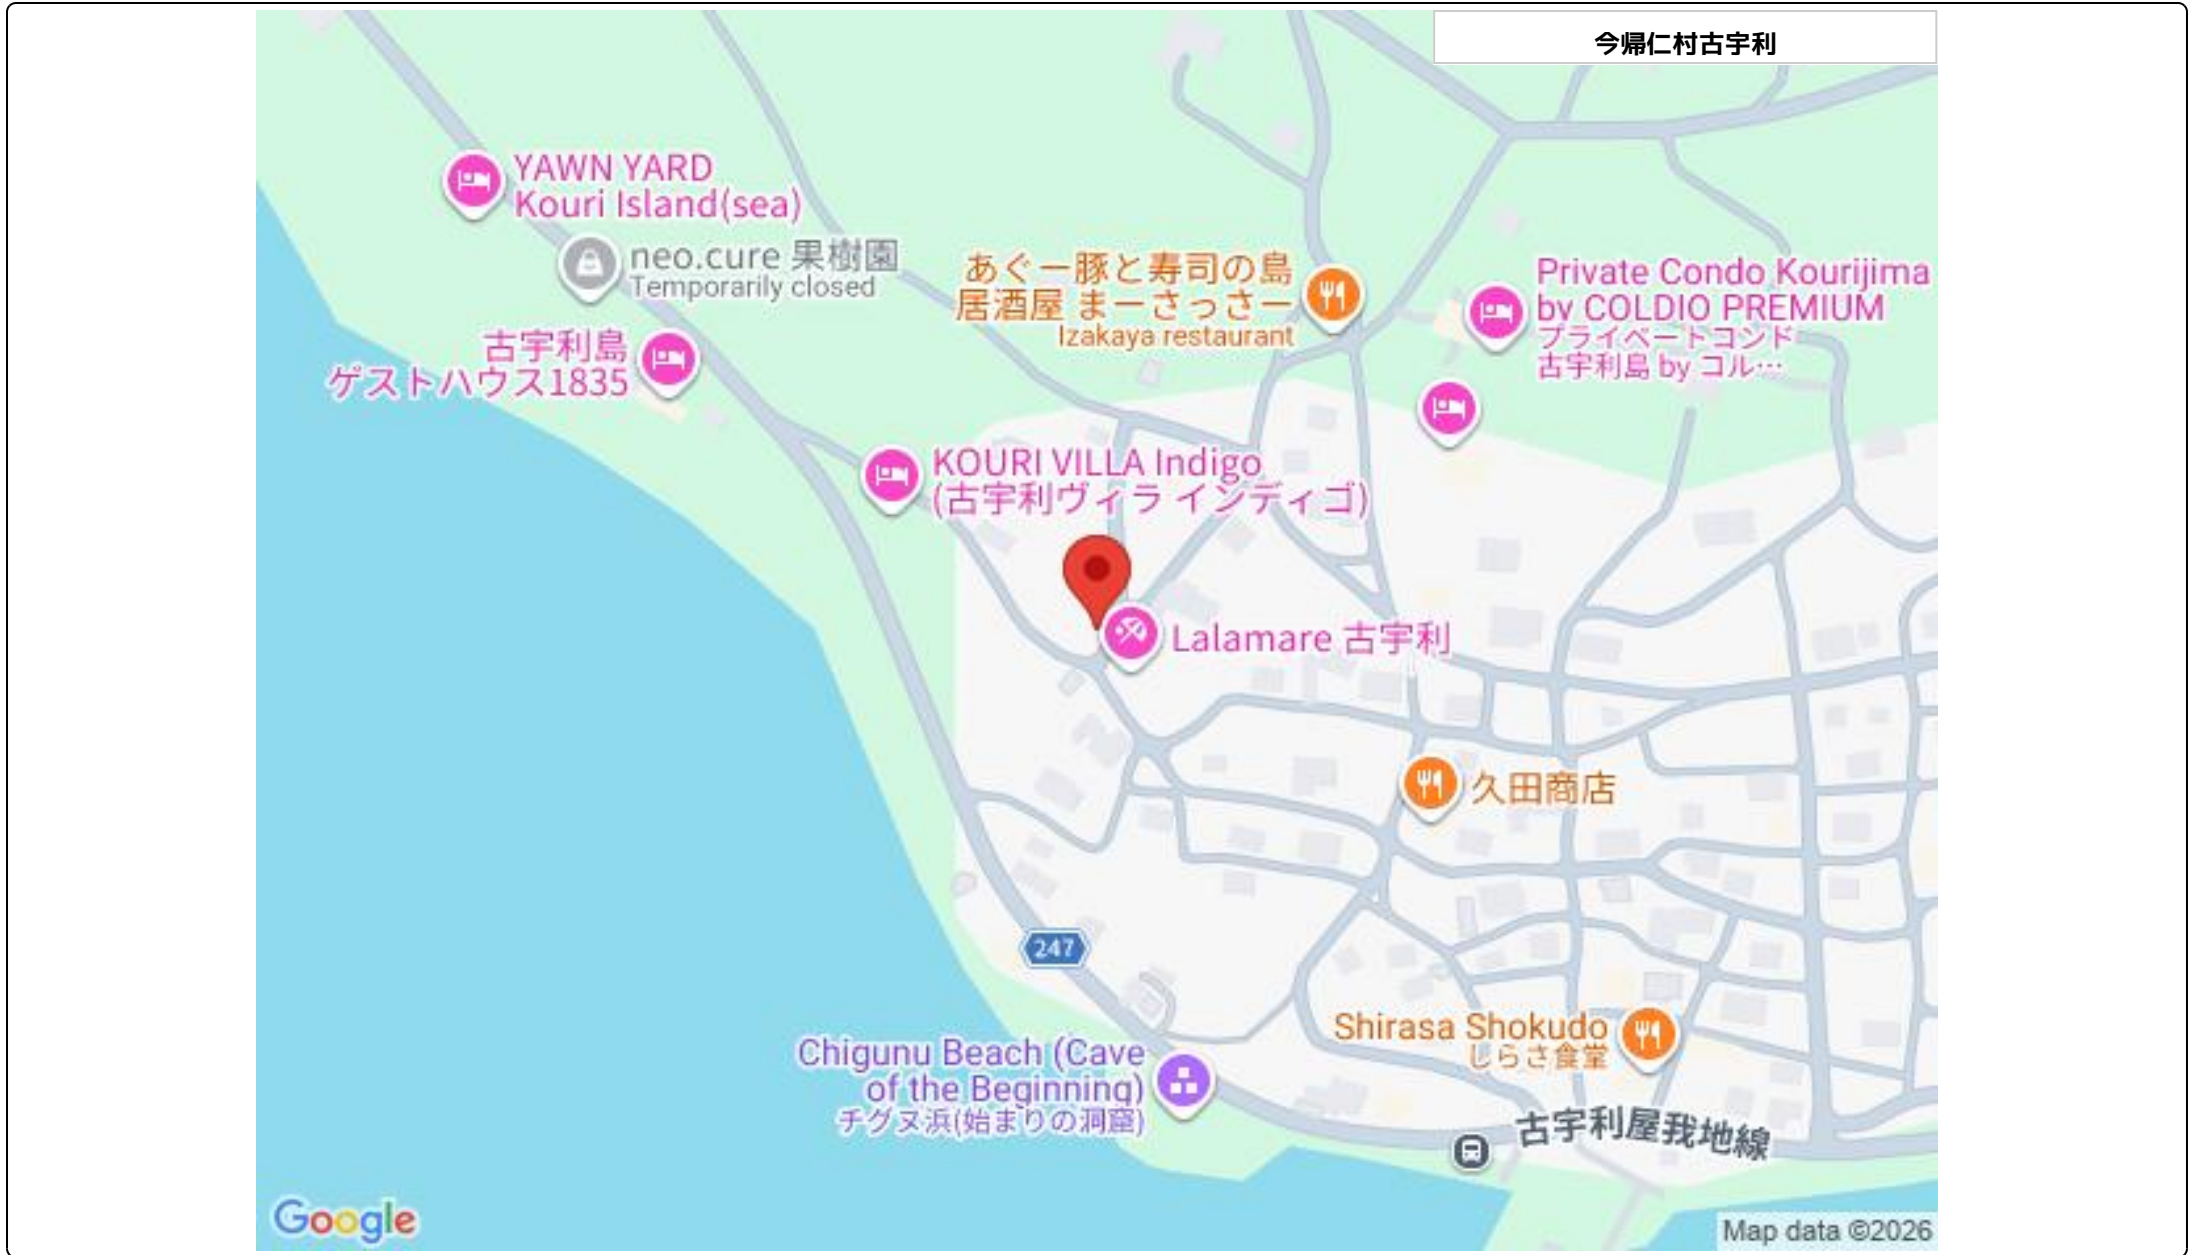 今帰仁村古宇利
YAWN YARD
Kouri Island(sea)
neo.cure 果樹園
Temporarily closed
あぐー豚と寿司の島
居酒屋 まーさっさー
Izakaya restaurant
Private Condo Kourijima
by COLDIO PREMIUM
プライベートコンド
古宇利島 by コル…
古宇利島
ゲストハウス1835
KOURI VILLA Indigo
(古宇利ヴィラ インディゴ)
Lalamare 古宇利
久田商店
247
Shirasa Shokudo
しらさ食堂
Chigunu Beach (Cave
of the Beginning)
チグヌ浜(始まりの洞窟)
古宇利屋我地線
Google
Map data ©2026